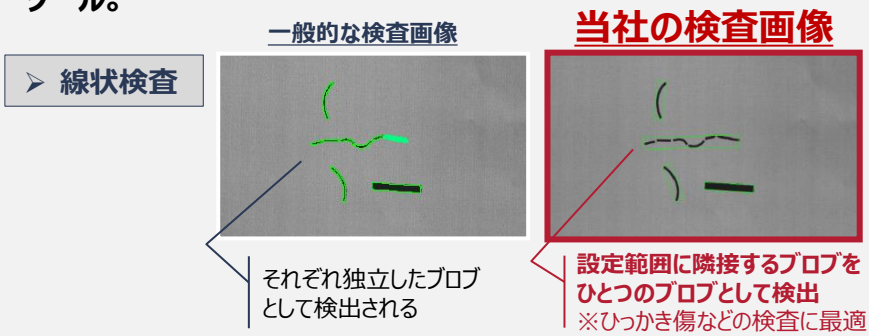 ツール。
一般的な検査画像
当社の検査画像
➢ 線状検査
それぞれ独立したブロブ
として検出される
設定範囲に隣接するブロブを
ひとつのブロブとして検出
※ひっかき傷などの検査に最適